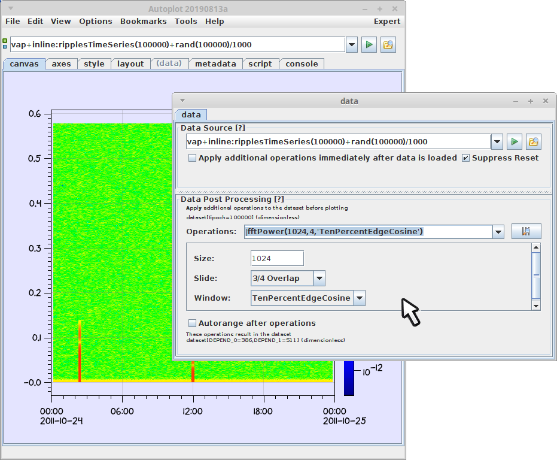 Autoplot 20190813a
File Edit View Options Bookmarks Tools Help Expert
vap+inline:ripplesTimeSeries(100000)+rand(100000)/1000
canvas axes style layout (data) metadata script console
0.6
0.5
0.4
0.3
0.2
0.1
-0.0
00:00 06:00 12:00 18:00 00:00
2011-10-24 2011-10-25
10-12
data
data
Data Source [?]
vap+inline:ripplesTimeSeries(100000)+rand(100000)/1000
Apply additional operations immediately after data is loaded Suppress Reset
Data Post Processing [?]
Apply additional operations to the dataset before plotting
dataset[Epoch=100000] (dimensionless)
Operations: |fftPower(1024,4,'TenPercentEdgeCosine')
Size: 1024
Slide: 3/4 Overlap
Window: TenPercentEdgeCosine
Autorange after operations
These operations result in the dataset
dataset[DEPEND_0=386,DEPEND_1=511] (dimensionless)